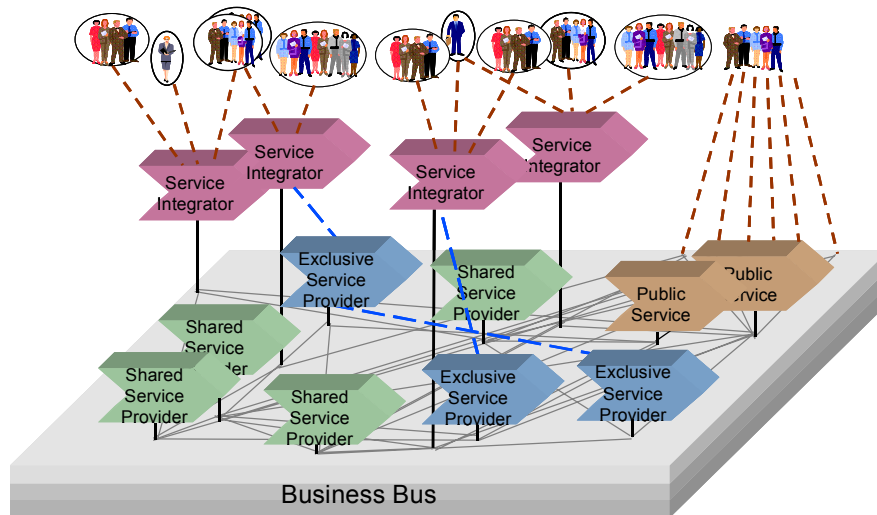 Service
Integrator
Service
Integrator
Service
Integrator
Service
Integrator
Exclusive
Service
Provider
Shared
Service
Provider
Public
Service
Public
Service
Shared
Service
Provider
Shared
Service
Provider
Shared
Service
Provider
Exclusive
Service
Provider
Exclusive
Service
Provider
Business Bus